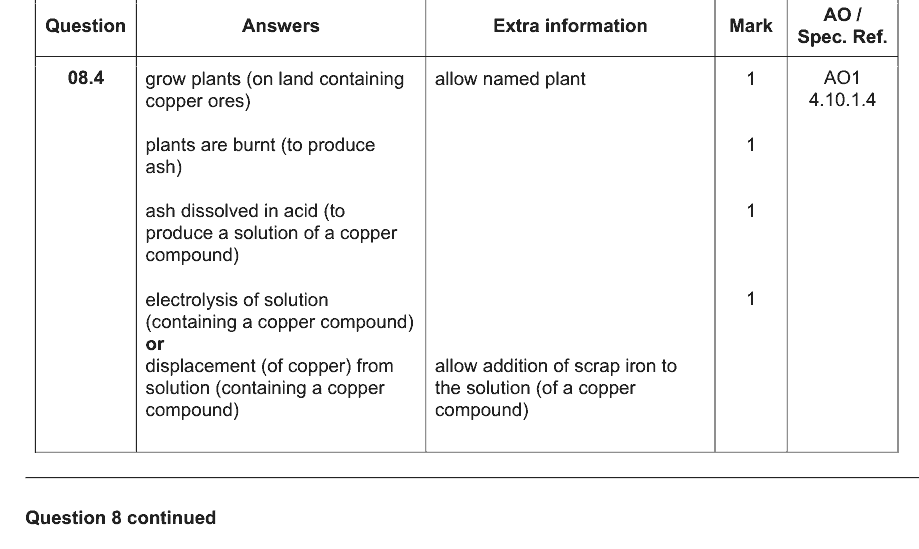 Question Answers Extra information Mark AO /
Spec. Ref.
08.4 grow plants (on land containing allow named plant 1 AO1
copper ores) 4.10.1.4
plants are burnt (to produce 1
ash)
ash dissolved in acid (to 1
produce a solution of a copper
compound)
electrolysis of solution 1
(containing a copper compound)
or
displacement (of copper) from allow addition of scrap iron to
solution (containing a copper the solution (of a copper
compound) compound)
Question 8 continued